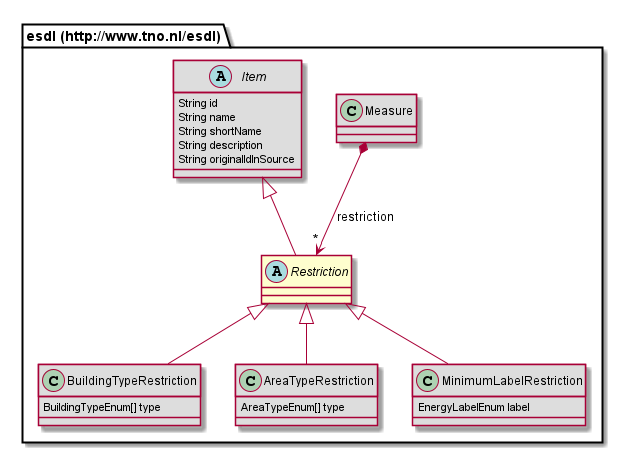 esdl (http://www.tno.nl/esdl)
A Item
String id
String name
String shortName
String description
String originalIdInSource
C Measure
restriction
*
A Restriction
C BuildingTypeRestriction
BuildingTypeEnum[] type
C AreaTypeRestriction
AreaTypeEnum[] type
C MinimumLabelRestriction
EnergyLabelEnum label